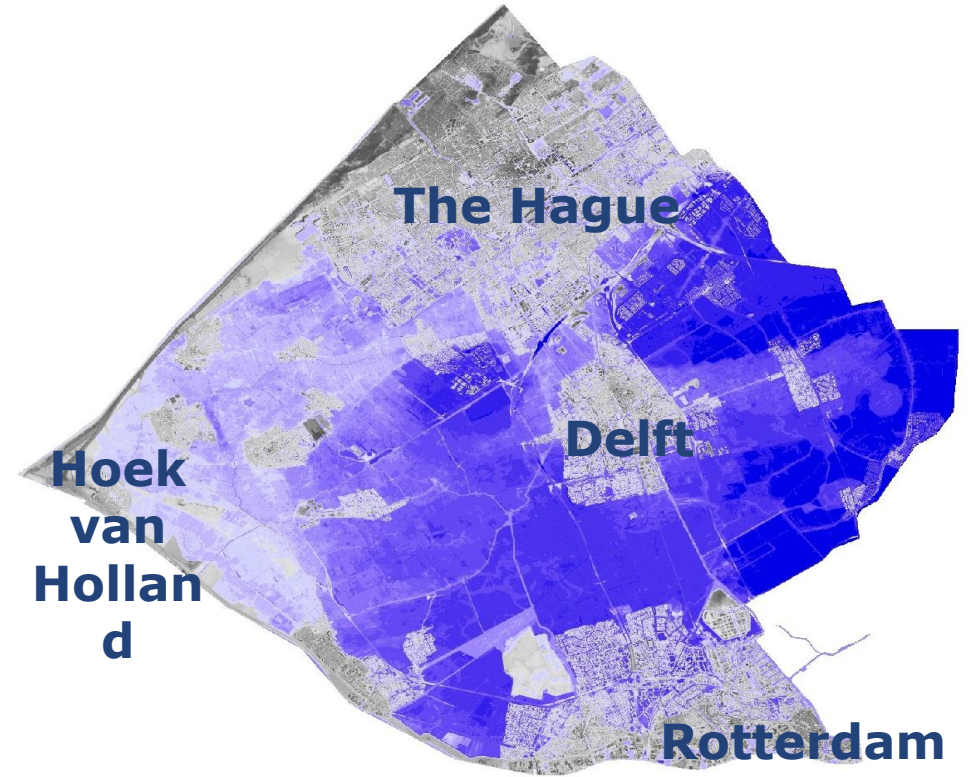 The Hague
Delft
Hoek
van
Hollan
d
Rotterdam